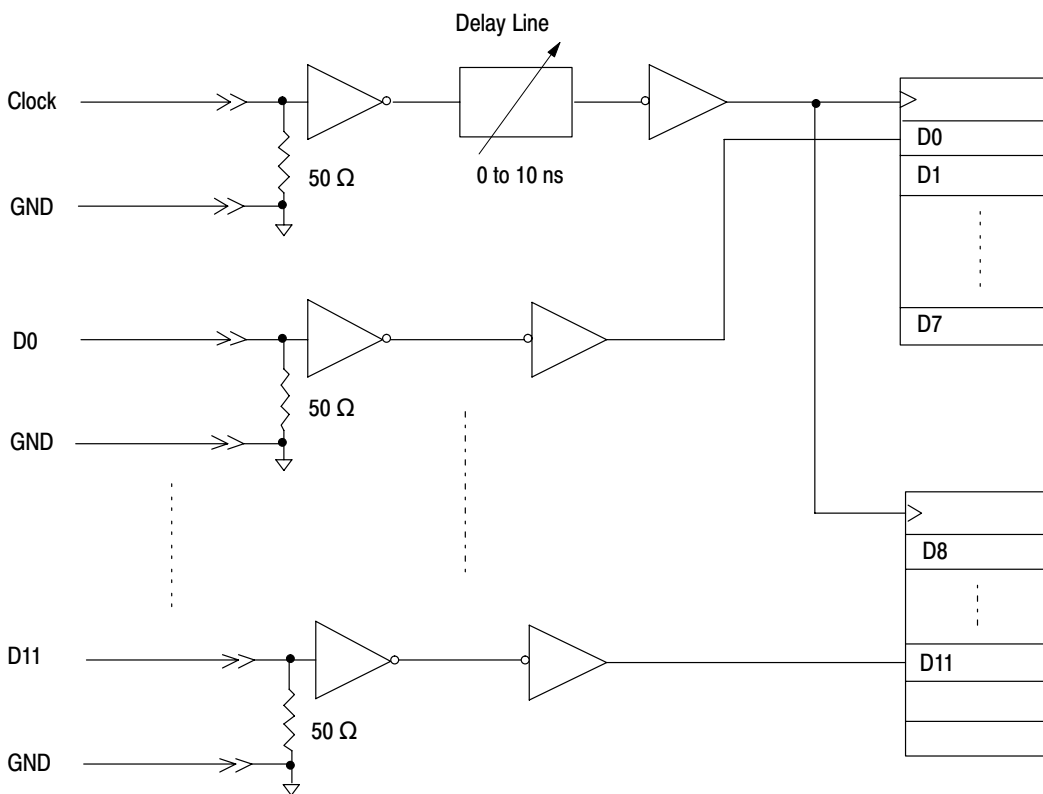 Delay Line
Clock
D0
50 Ω
0 to 10 ns
D1
GND
D7
D0
50 Ω
GND
D8
D11
D11
50 Ω
GND